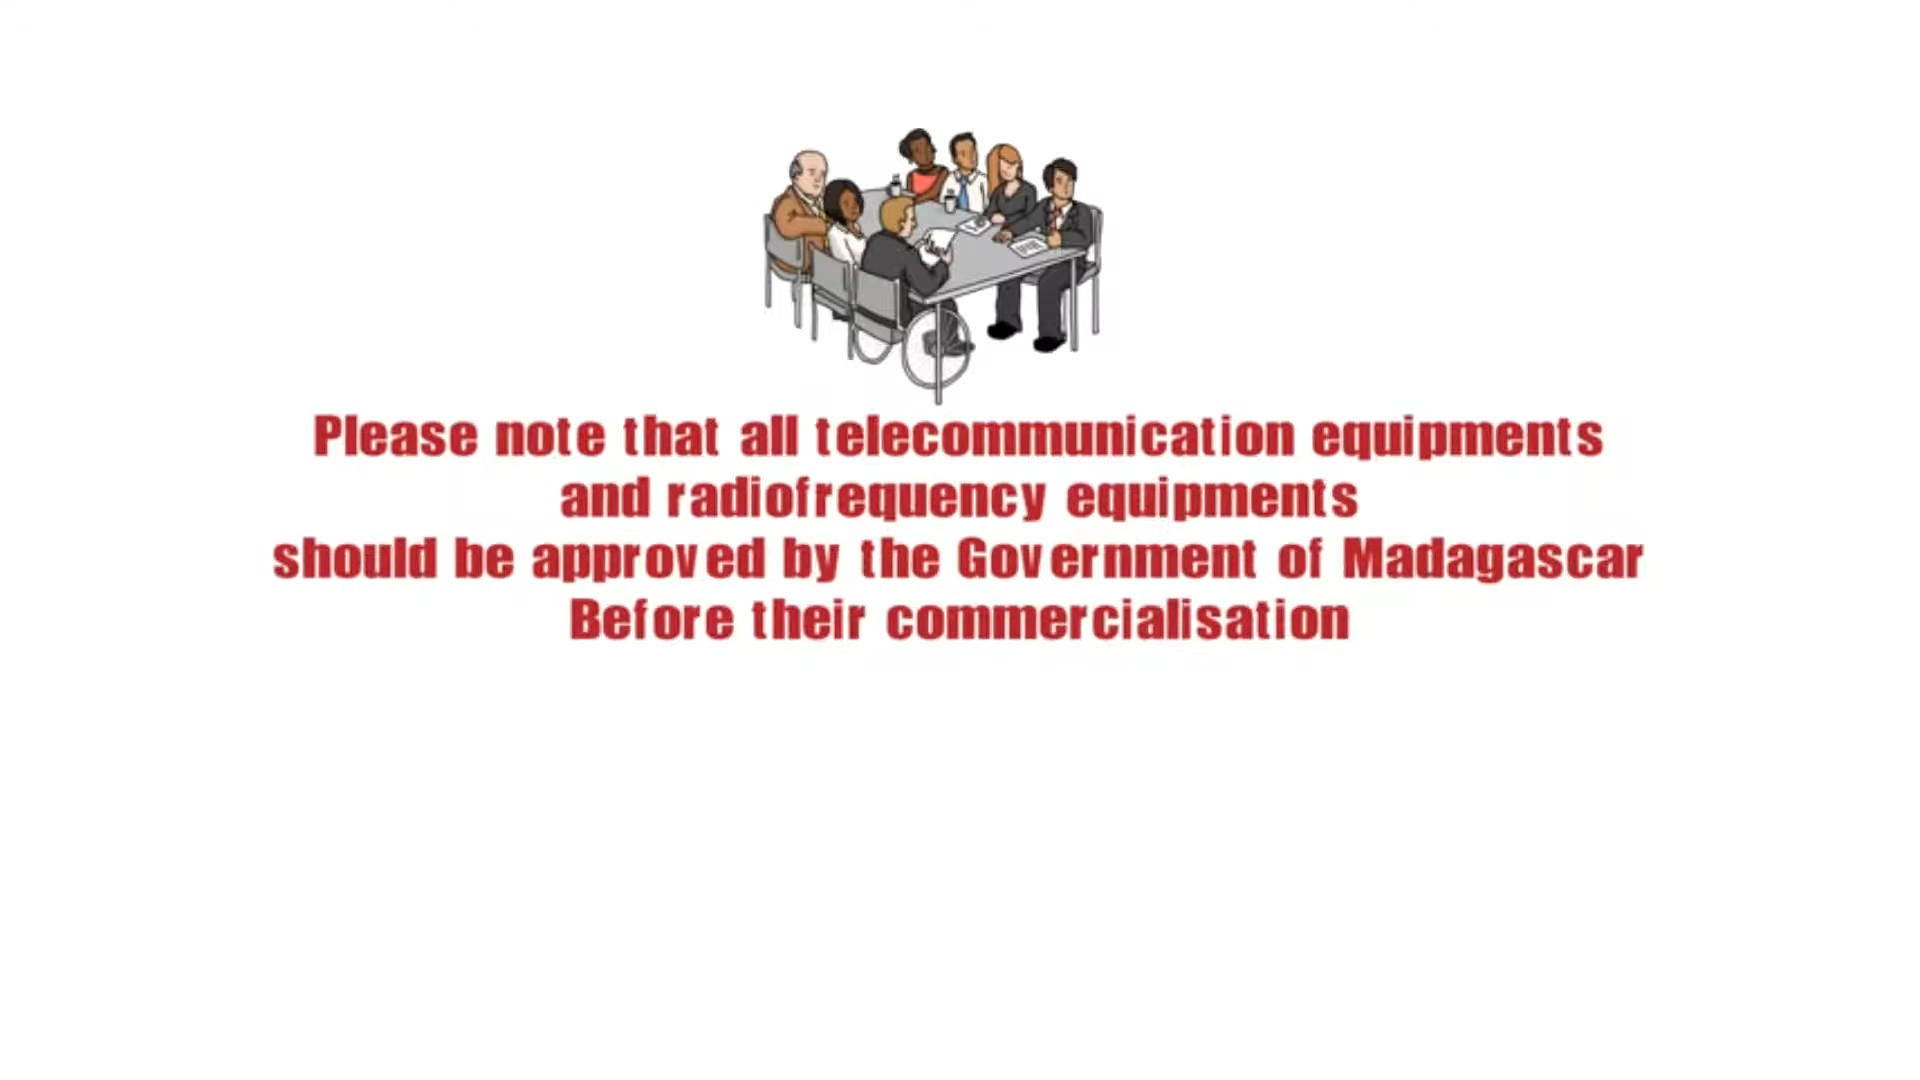 Please note that all telecommunication equipments
and radiofrequency equipments
should be approved by the Government of Madagascar
Before their commercialisation